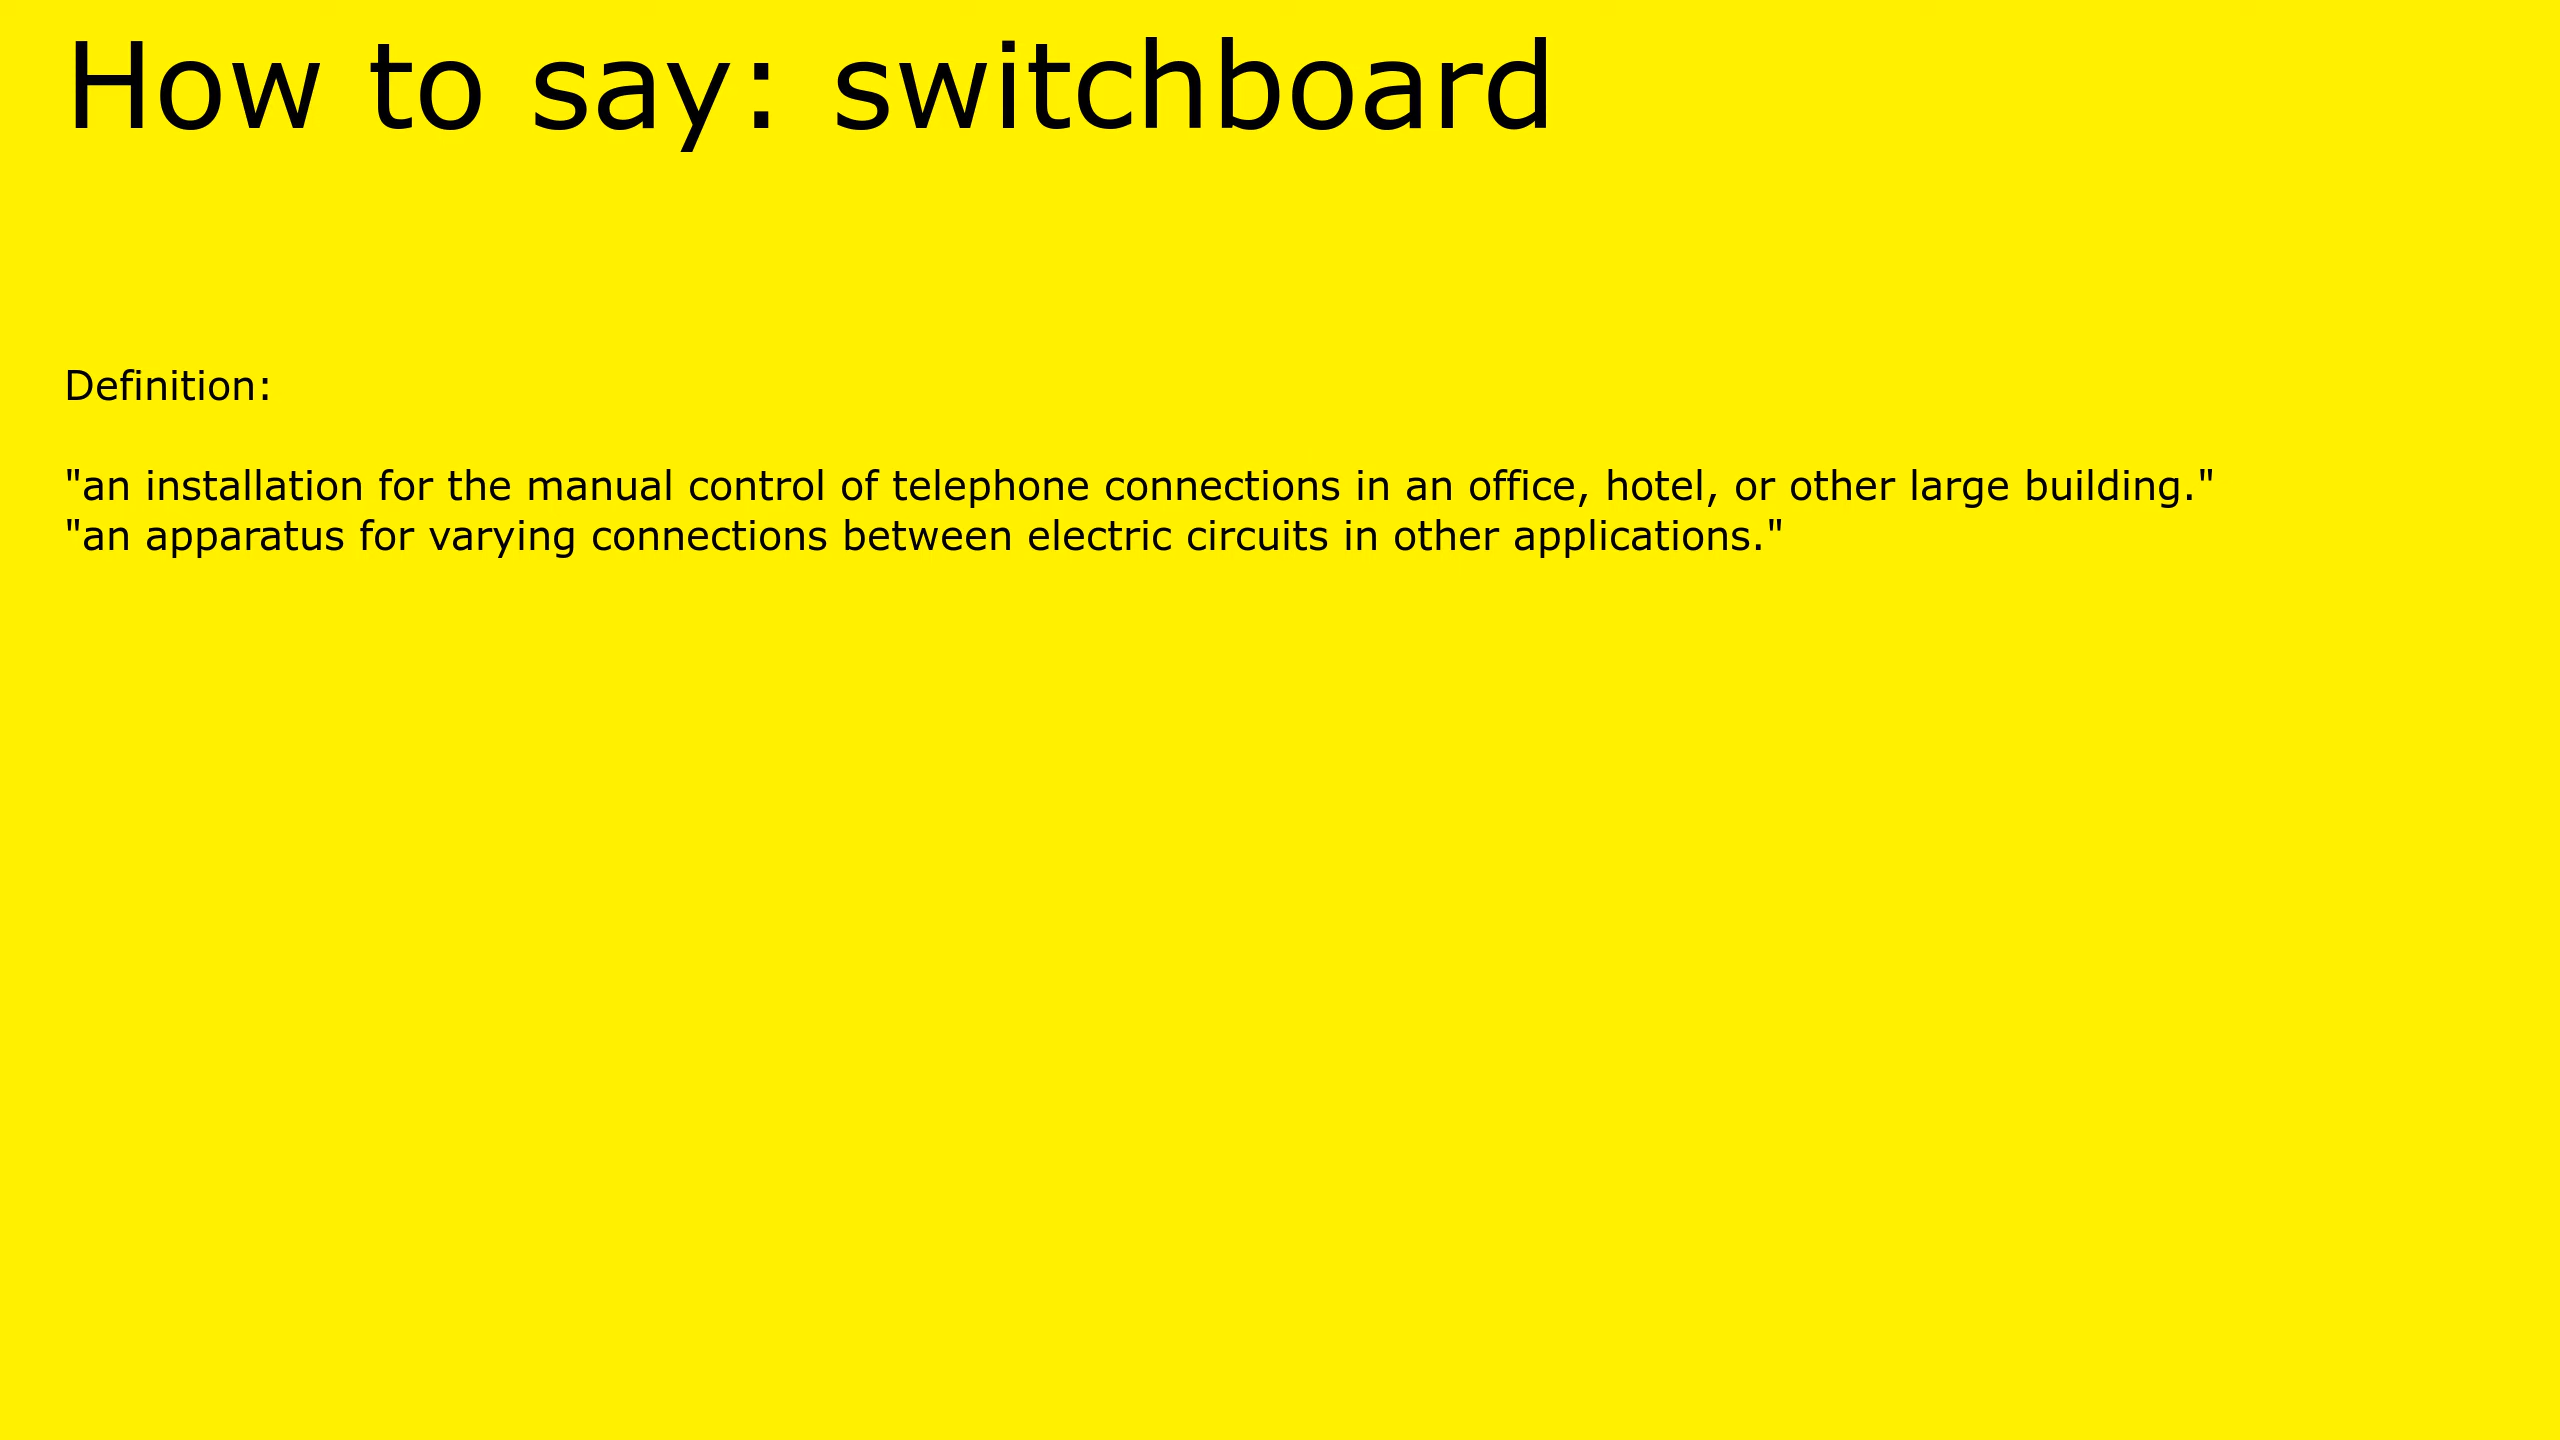 How to say: switchboard
Definition:
"an installation for the manual control of telephone connections in an office, hotel, or other large building."
"an apparatus for varying connections between electric circuits in other applications."